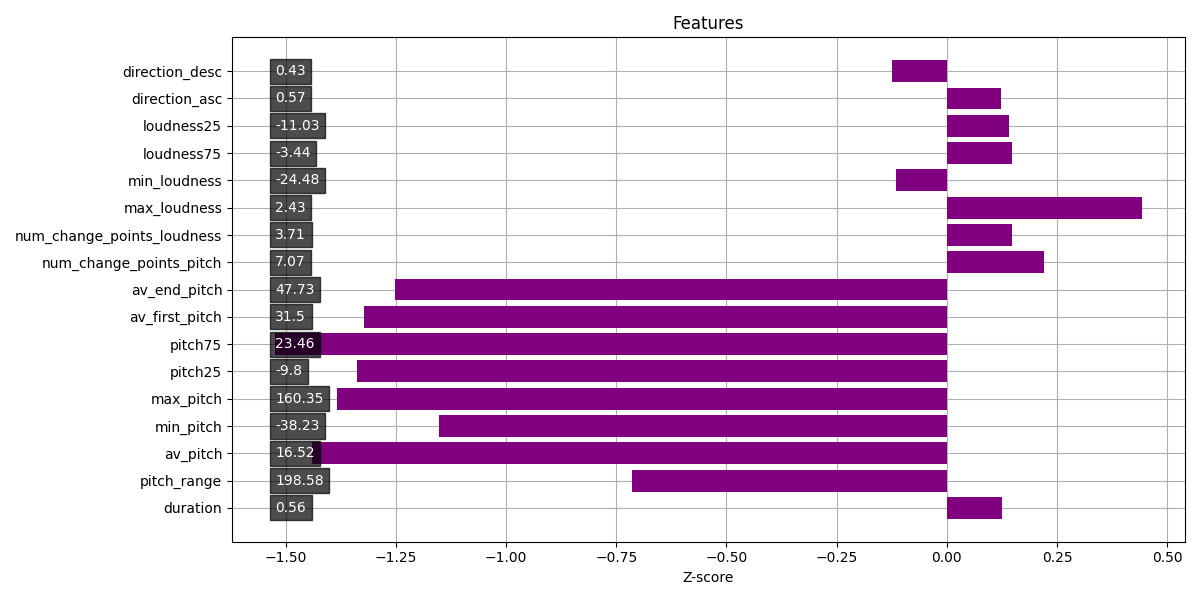 Features
direction_desc 0.43
direction_asc 0.57
loudness25 -11.03
loudness75 -3.44
min_loudness -24.48
max_loudness 2.43
num_change_points_loudness 3.71
num_change_points_pitch 7.07
av_end_pitch 47.73
av_first_pitch 31.5
pitch75 23.46
pitch25 -9.8
max_pitch 160.35
min_pitch -38.23
av_pitch 16.52
pitch_range 198.58
duration 0.56
−1.50 −1.25 −1.00 −0.75 −0.50 −0.25 0.00 0.25 0.50
Z-score